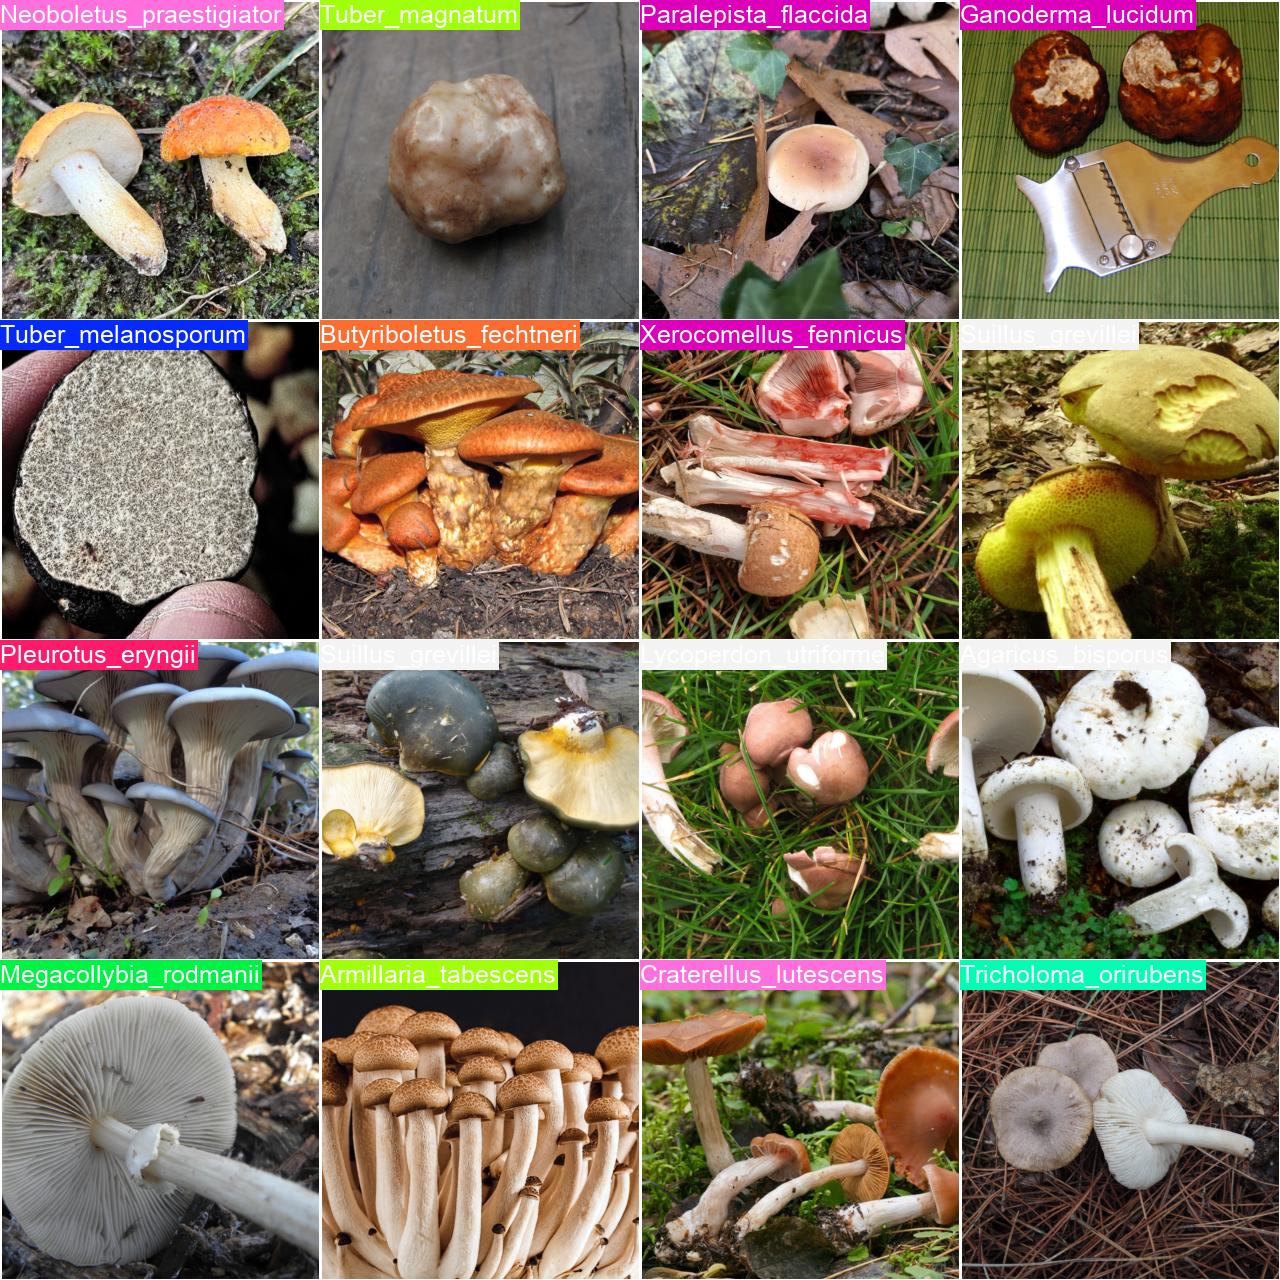 Neoboletus_praestigiator
Tuber_magnatum
Paralepista_flaccida
Ganoderma_lucidum
Tuber_melanosporum
Butyriboletus_fechtneri
Xerocomellus_fennicus
Suillus_grevillei
Pleurotus_eryngii
Suillus_grevillei
Lycoperdon_utriforme
Agaricus_bisporus
Megacollybia_rodmanii
Armillaria_tabescens
Craterellus_lutescens
Tricholoma_orirubens